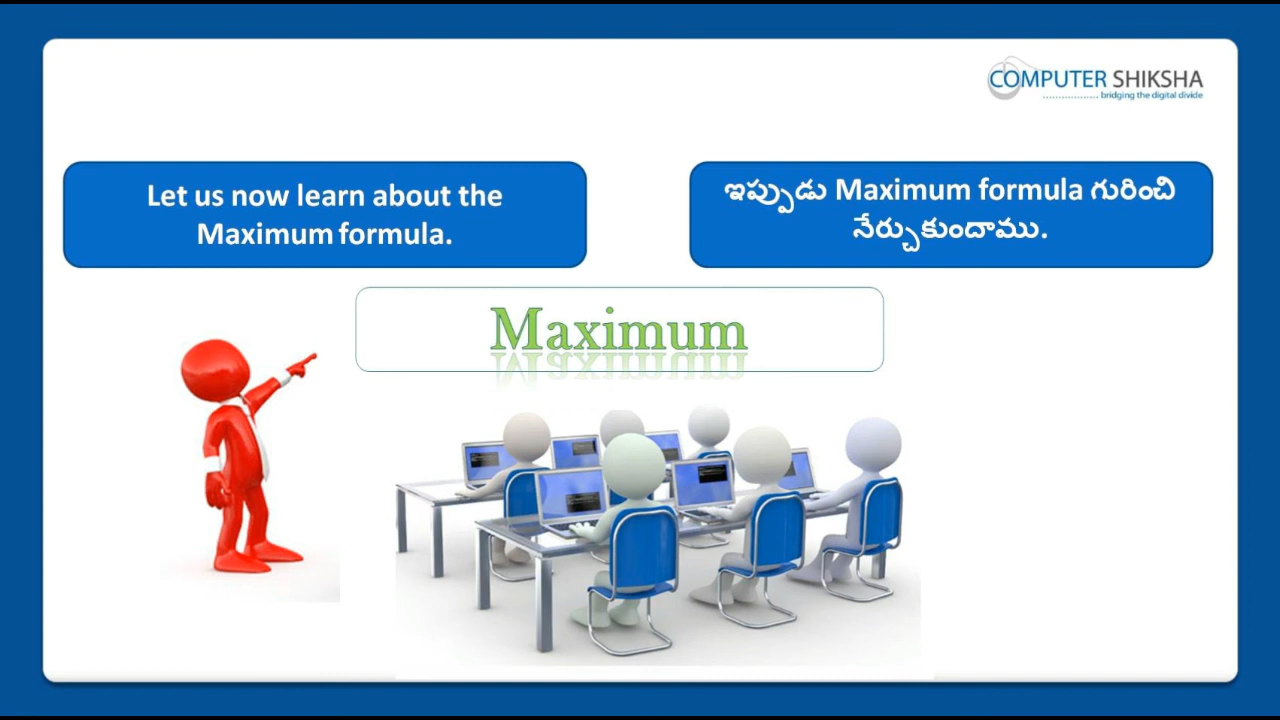 COMPUTER SHIKSHA
bridging the digital divide
Let us now learn about the
Maximum formula.
ఇప్పుడు Maximum formula గురించి
నేర్చుకుందాము.
Maximum